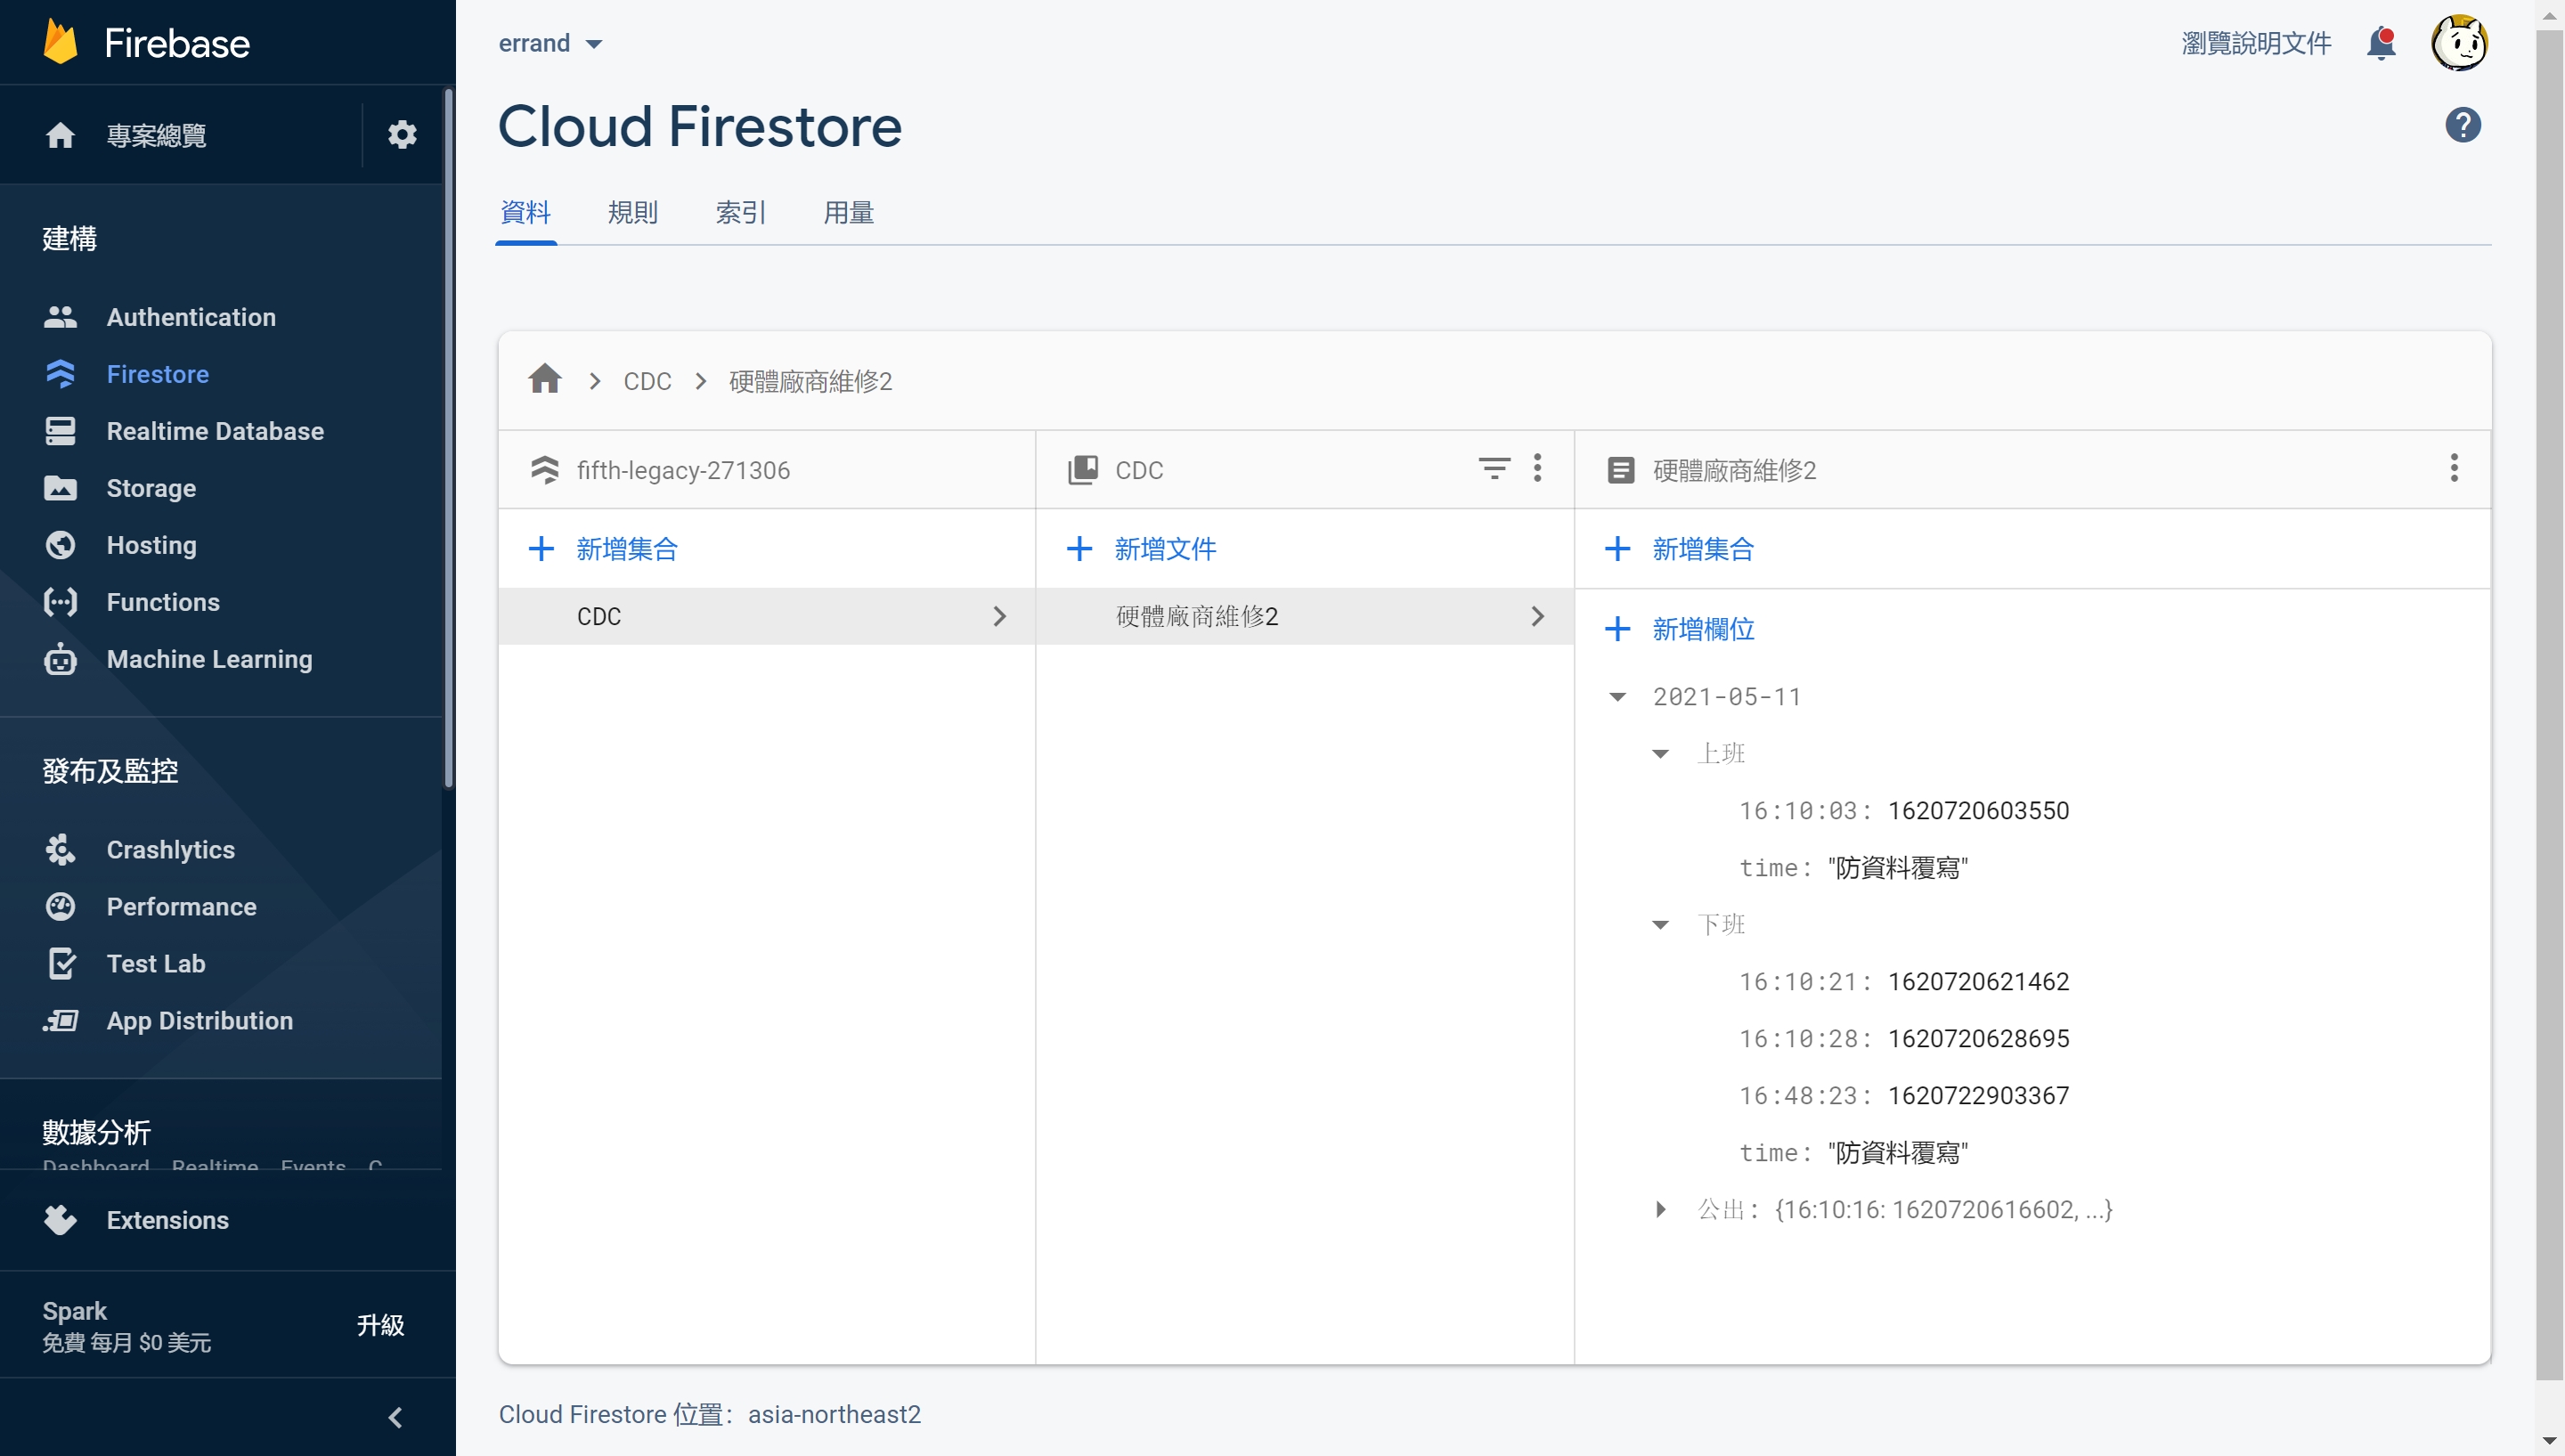 Firebase
專案總覽
建構
Authentication
Firestore
Realtime Database
Storage
Hosting
Functions
Machine Learning
發布及監控
Crashlytics
Performance
Test Lab
App Distribution
數據分析
Dashboard Realtime Events C
Extensions
Spark
免費 每月 $0 美元
升級
errand
瀏覽說明文件
Cloud Firestore
資料 規則 索引 用量
CDC 硬體廠商維修2
fifth-legacy-271306
新增集合
CDC
CDC
新增文件
硬體廠商維修2
硬體廠商維修2
新增集合
新增欄位
2021-05-11
上班
16:10:03: 1620720603550
time: "防資料覆寫"
下班
16:10:21: 1620720621462
16:10:28: 1620720628695
16:48:23: 1620722903367
time: "防資料覆寫"
公出: {16:10:16: 1620720616602, ...}
Cloud Firestore 位置: asia-northeast2